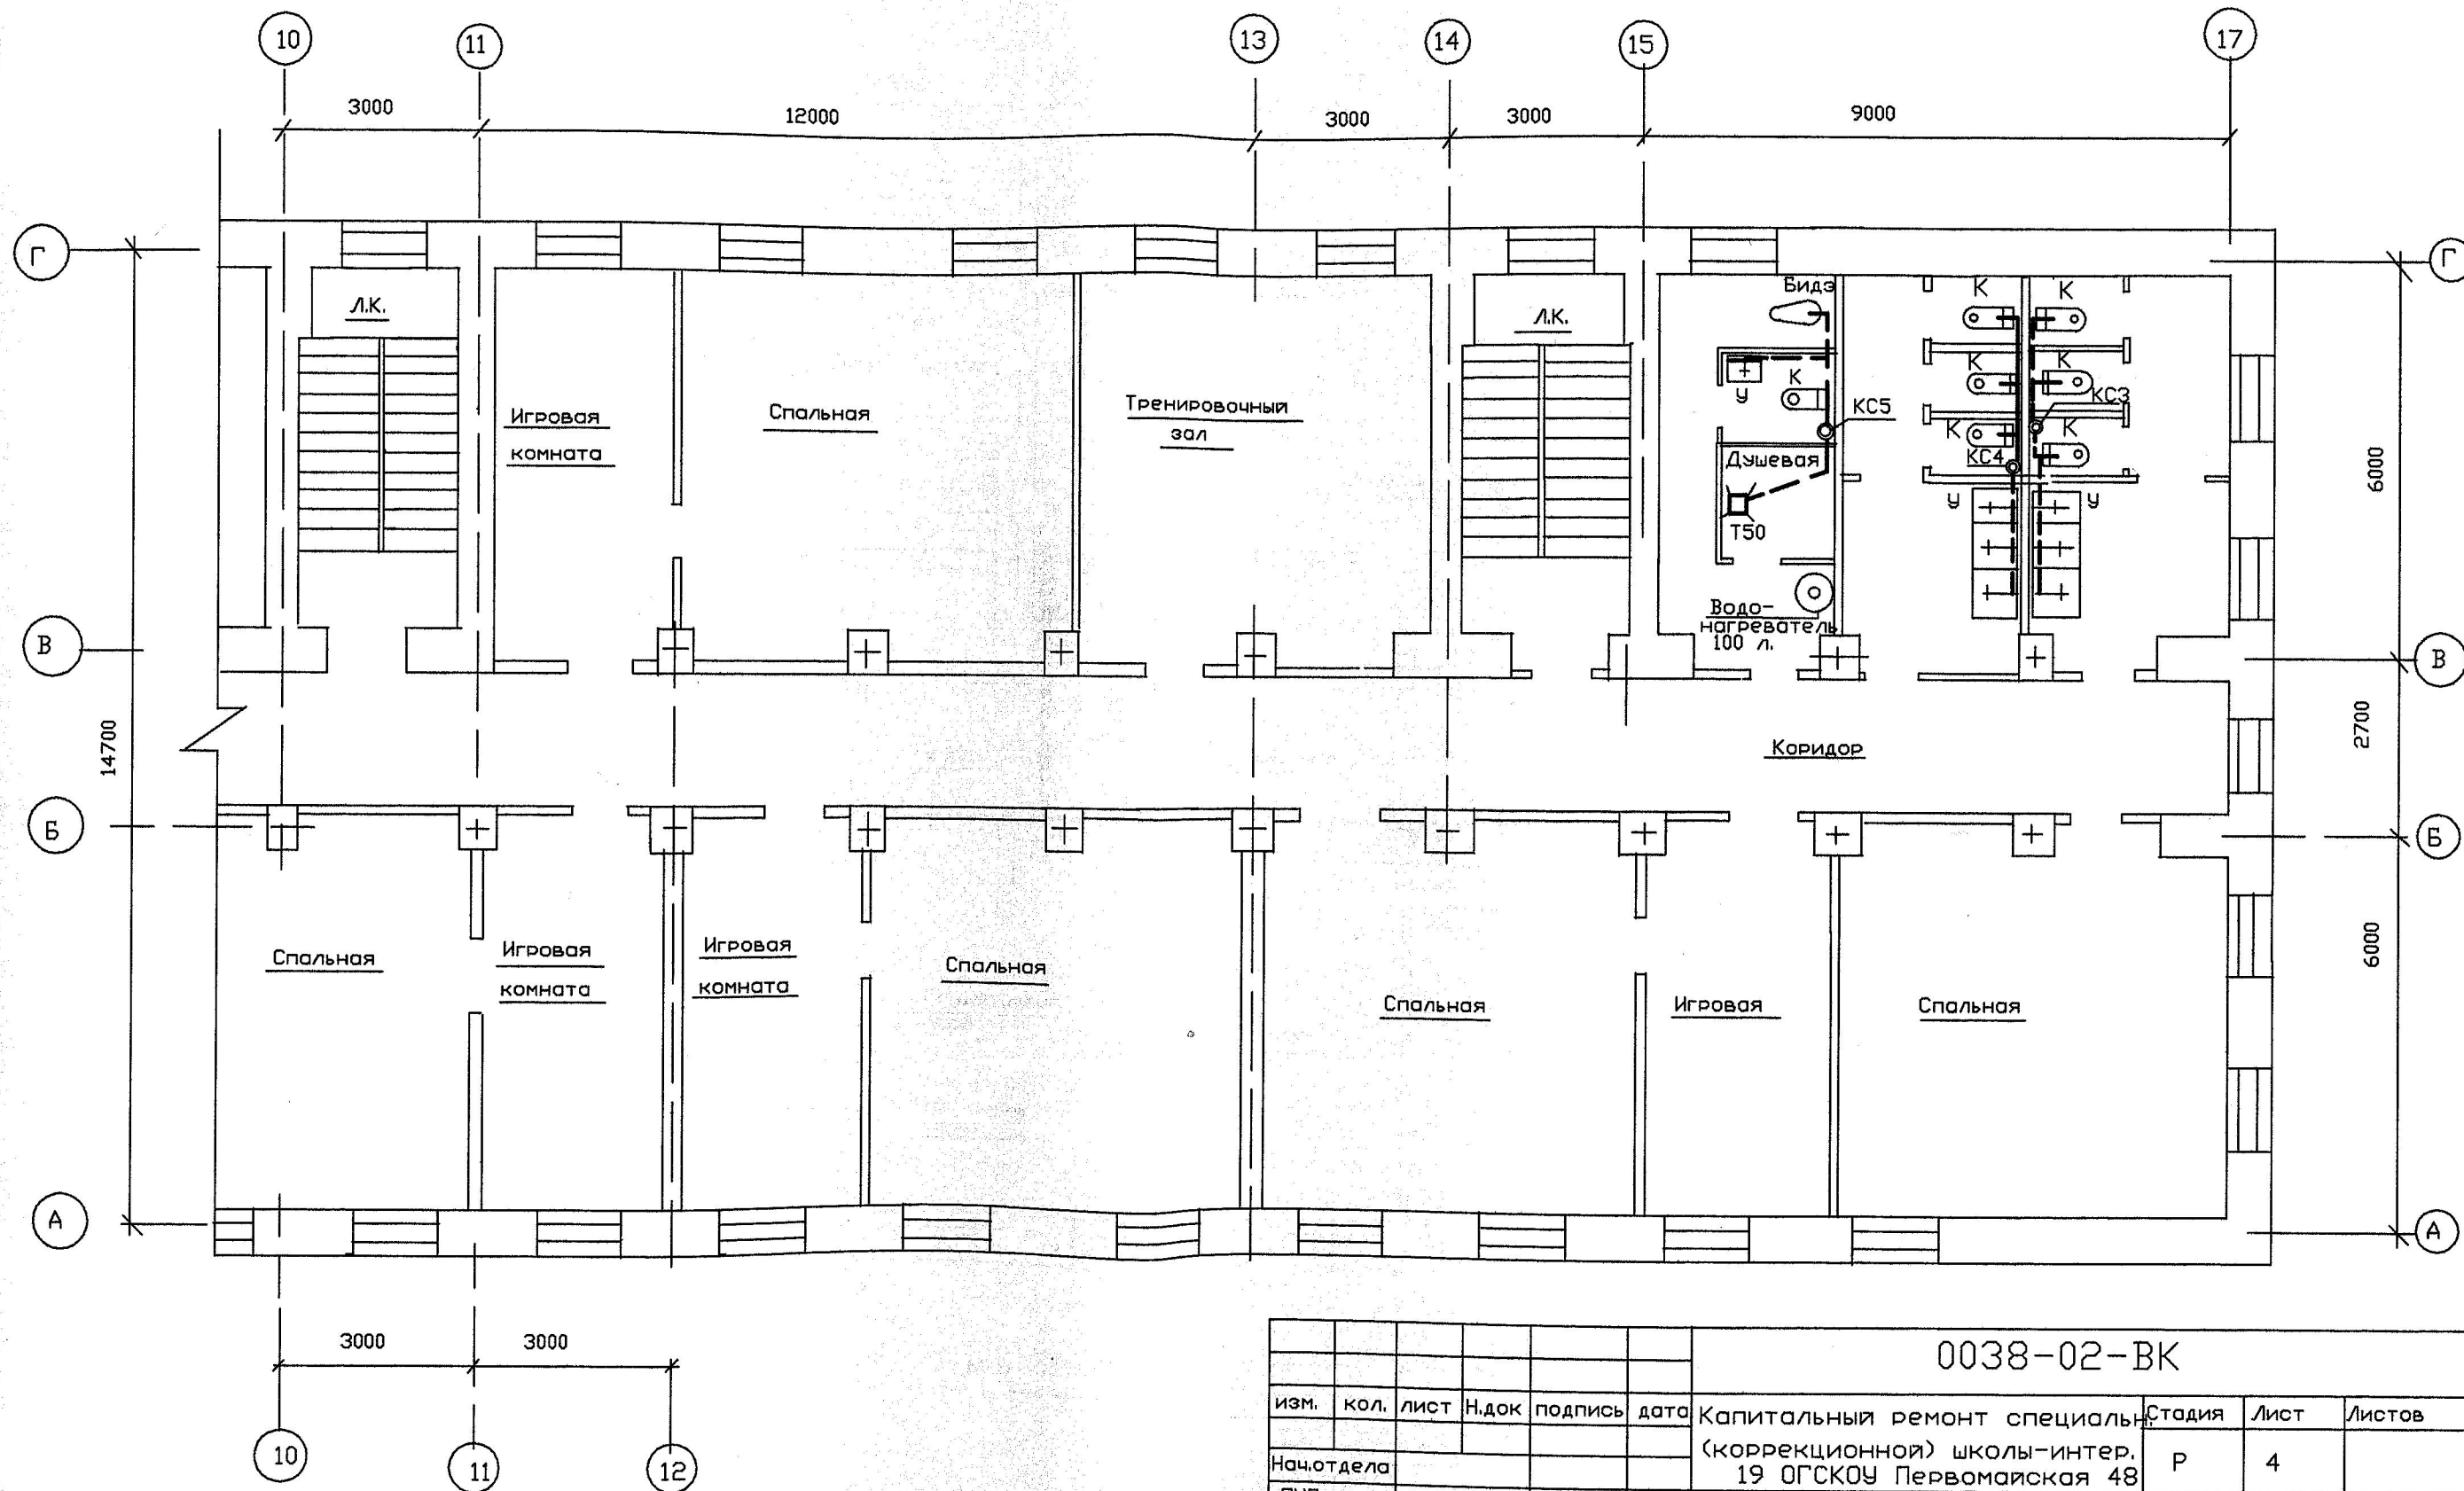 10
11
13
14
15
17
3000
12000
3000
3000
9000
Г
Г
Л.К.
Л.К.
Бидэ
К
К
К
К
К
У
КС5
КС3
Игровая
комната
Спальная
Тренировочный
зал
К
К
КС4
Душевая
У
У
Т50
6000
Водо-
нагреватель
100 л.
В
В
14700
2700
Коридор
Б
Б
Спальная
Игровая
комната
Игровая
комната
Спальная
Спальная
Игровая
Спальная
6000
А
А
3000
3000
10
11
12
0038-02-ВК
изм.
кол.
лист
Н.док
подпись
дата
Капитальный ремонт специальн.
(коррекционной) школы-интер.
19 ОГСКОУ Первомайская 48
Стадия
Лист
Листов
Р
4
Нач.отдела